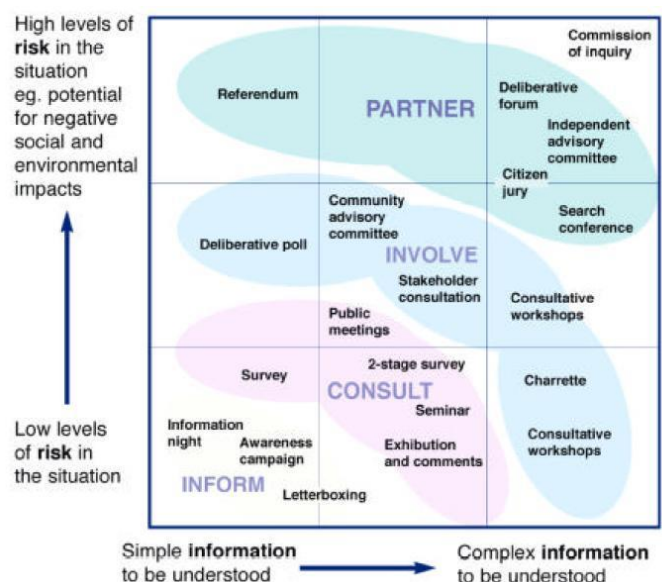 High levels of
risk in the
situation
eg. potential
for negative
social and
environmental
impacts
Low levels
of risk in
the situation
Commission
of inquiry
Referendum
PARTNER
Deliberative
forum
Independent
advisory
committee
Citizen
jury
Search
conference
Community
advisory
committee
Deliberative poll
INVOLVE
Stakeholder
consultation
Consultative
workshops
Public
meetings
2-stage survey
Survey
CONSULT
Charrette
Seminar
Information
night
Awareness
campaign
Exhibution
and comments
Consultative
workshops
INFORM
Letterboxing
Simple information
to be understood
Complex information
to be understood